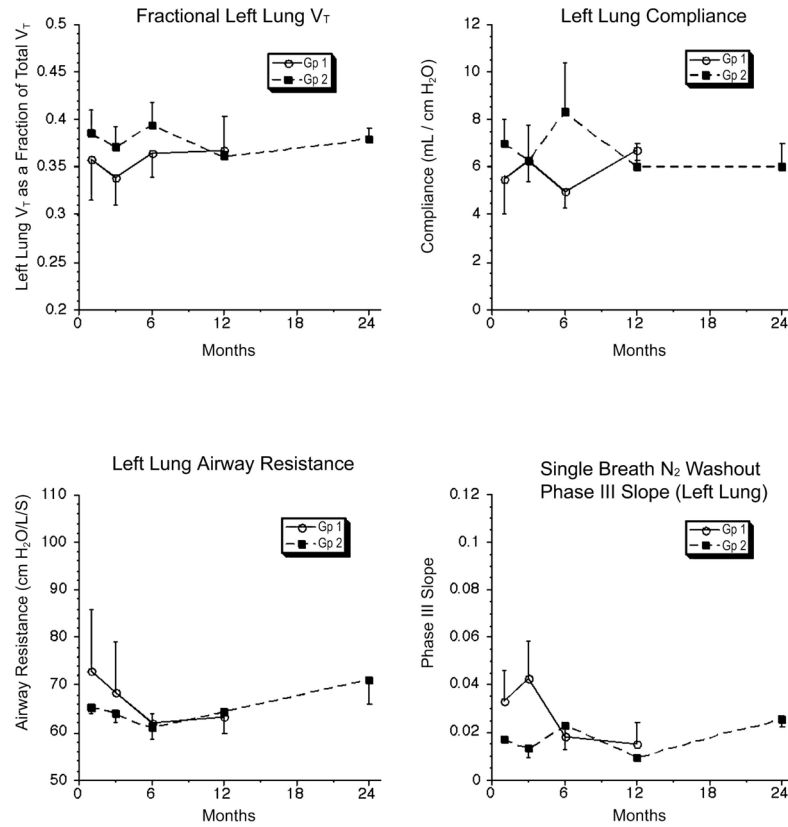 Fractional Left Lung VT
Left Lung VT as a Fraction of Total VT
0.5
0.45
0.4
0.35
0.3
0.25
0.2
Gp 1
Gp 2
0 6 12 18 24
Months
Left Lung Compliance
Compliance (mL / cm H2O)
12
10
8
6
4
2
0
Gp 1
Gp 2
0 6 12 18 24
Months
Left Lung Airway Resistance
Airway Resistance (cm H2O/L/S)
110
100
90
80
70
60
50
Gp 1
Gp 2
0 6 12 18 24
Months
Single Breath N2 Washout
Phase III Slope (Left Lung)
Phase III Slope
0.12
0.1
0.08
0.06
0.04
0.02
0
Gp 1
Gp 2
0 6 12 18 24
Months